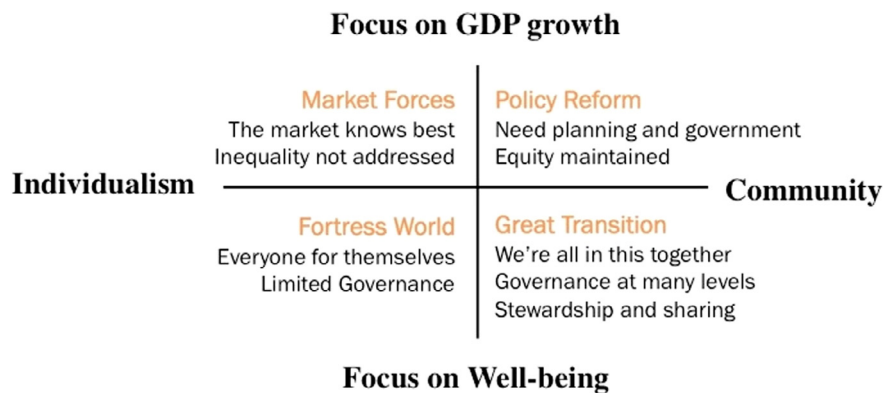 Focus on GDP growth
Market Forces
The market knows best
Inequality not addressed
Policy Reform
Need planning and government
Equity maintained
Individualism
Community
Fortress World
Everyone for themselves
Limited Governance
Great Transition
We're all in this together
Governance at many levels
Stewardship and sharing
Focus on Well-being